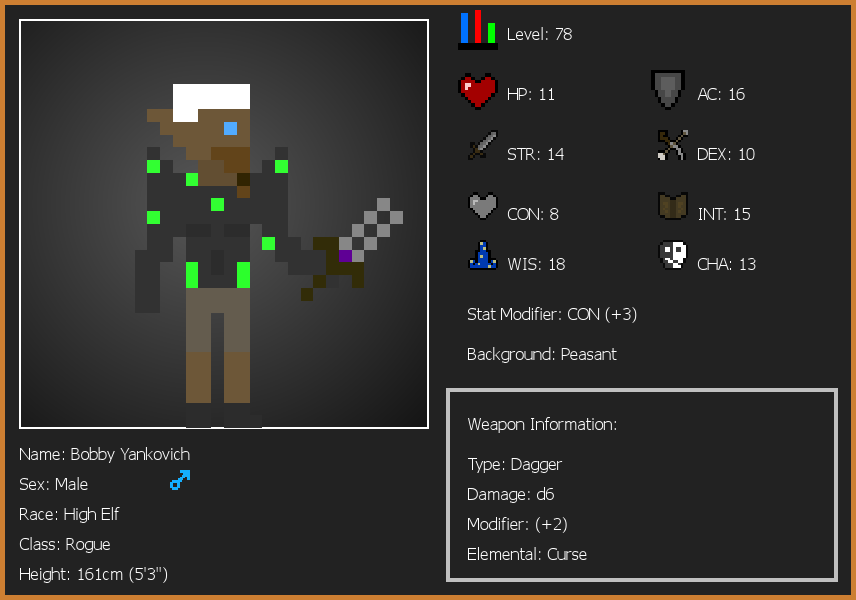 Level: 78
HP: 11
AC: 16
STR: 14
DEX: 10
CON: 8
INT: 15
WIS: 18
CHA: 13
Stat Modifier: CON (+3)
Background: Peasant
Weapon Information:
Type: Dagger
Damage: d6
Modifier: (+2)
Elemental: Curse
Name: Bobby Yankovich
Sex: Male
Race: High Elf
Class: Rogue
Height: 161cm (5'3")